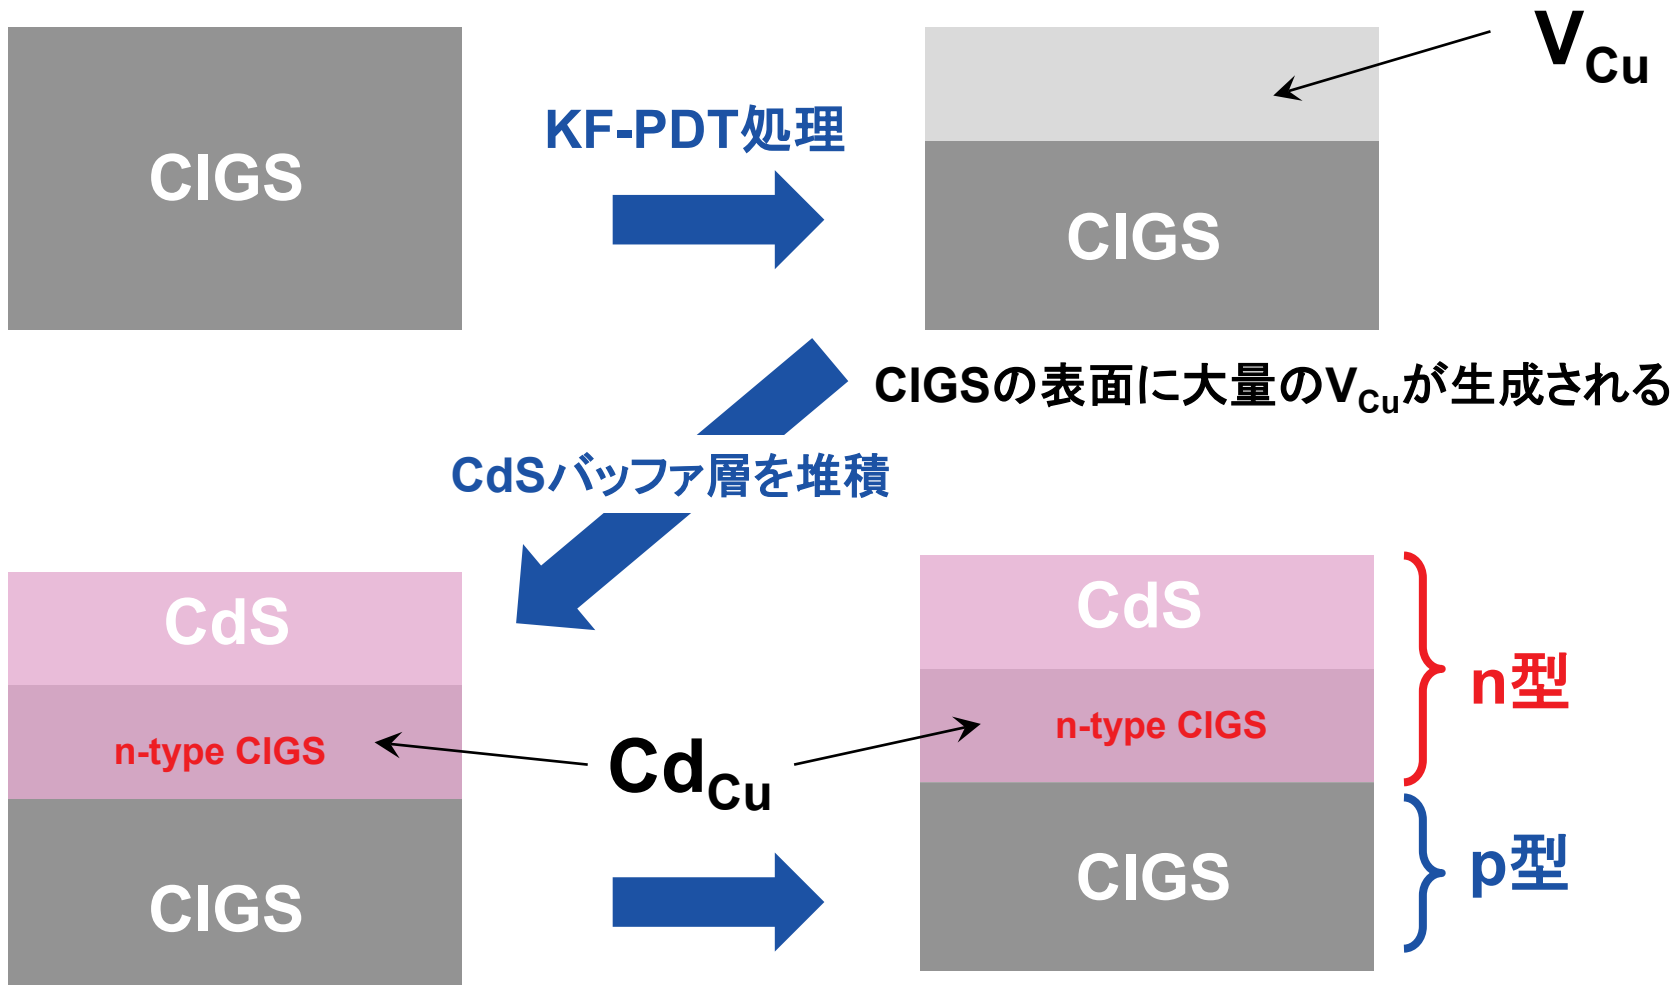 CIGS
KF-PDT処理
V_Cu
CIGS
CIGSの表面に大量のV_Cuが生成される
CdSバッファ層を堆積
CdS
n-type CIGS
CIGS
Cd_Cu
CdS
n-type CIGS
CIGS
n型
p型